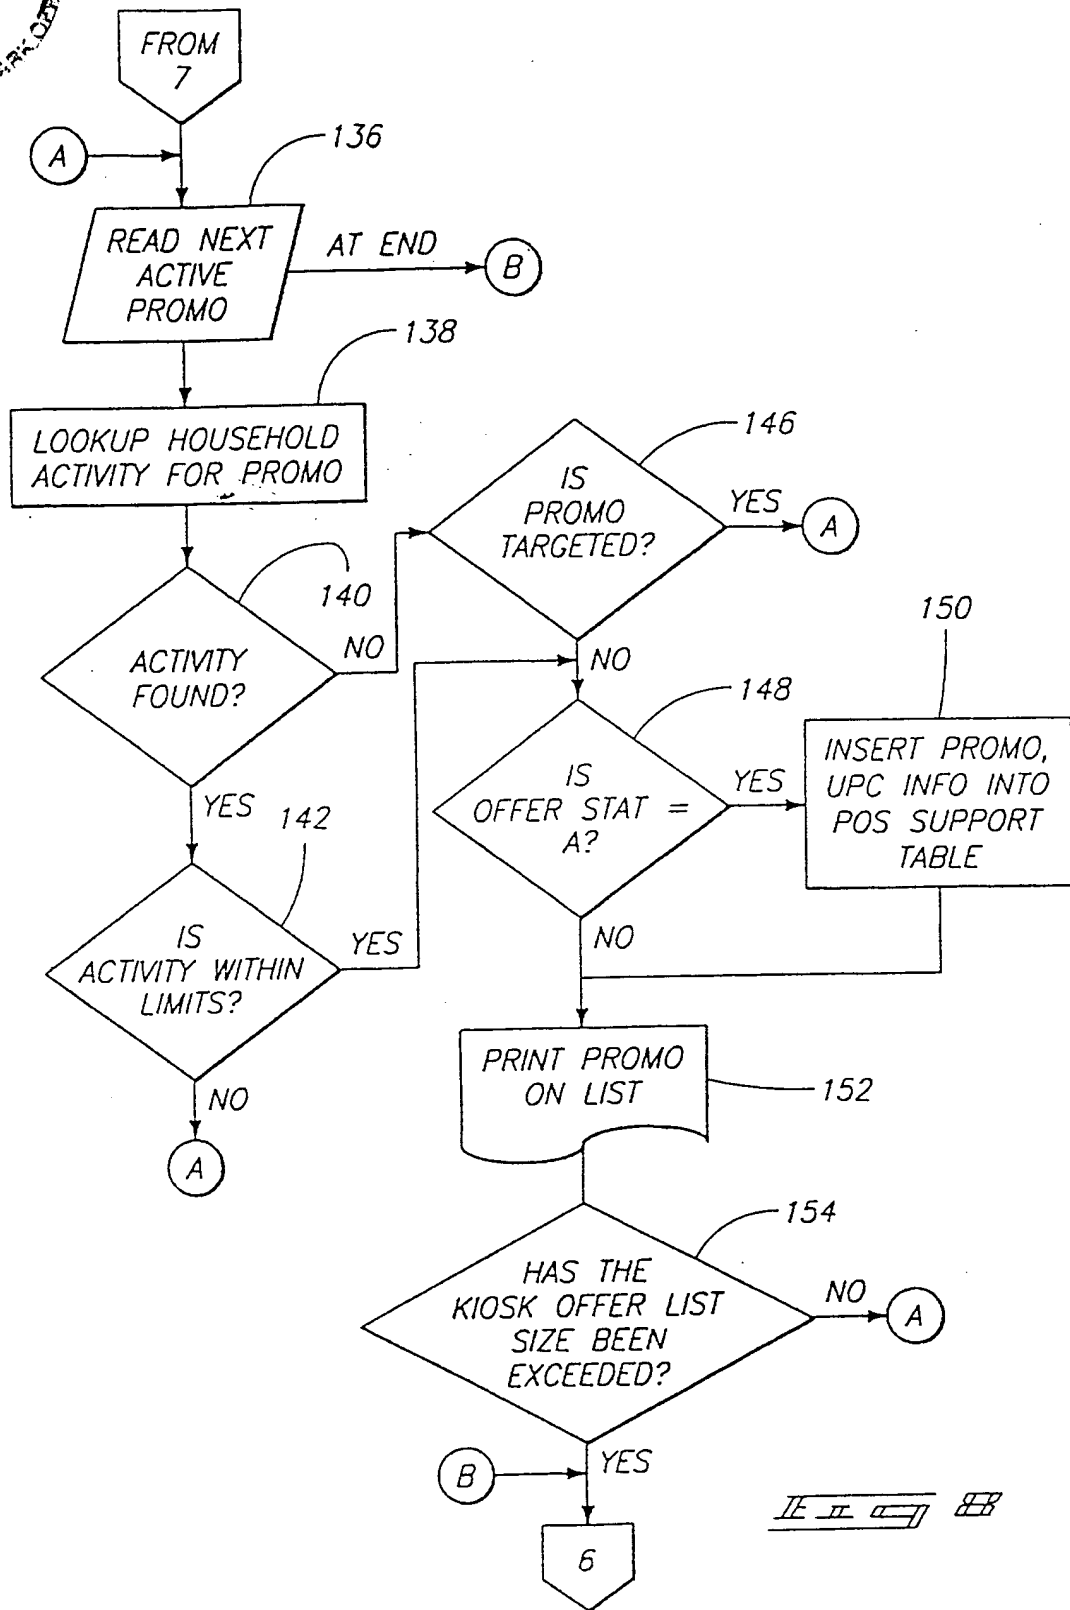 FROM
7
A
136
READ NEXT
ACTIVE
PROMO
AT END
B
138
LOOKUP HOUSEHOLD
ACTIVITY FOR PROMO
146
IS
PROMO
TARGETED?
YES
A
140
ACTIVITY
FOUND?
NO
NO
150
148
INSERT PROMO,
UPC INFO INTO
POS SUPPORT
TABLE
IS
OFFER STAT =
A?
YES
YES
142
IS
ACTIVITY WITHIN
LIMITS?
YES
NO
NO
A
PRINT PROMO
ON LIST
152
154
HAS THE
KIOSK OFFER LIST
SIZE BEEN
EXCEEDED?
NO
A
B
YES
6
Fig 8